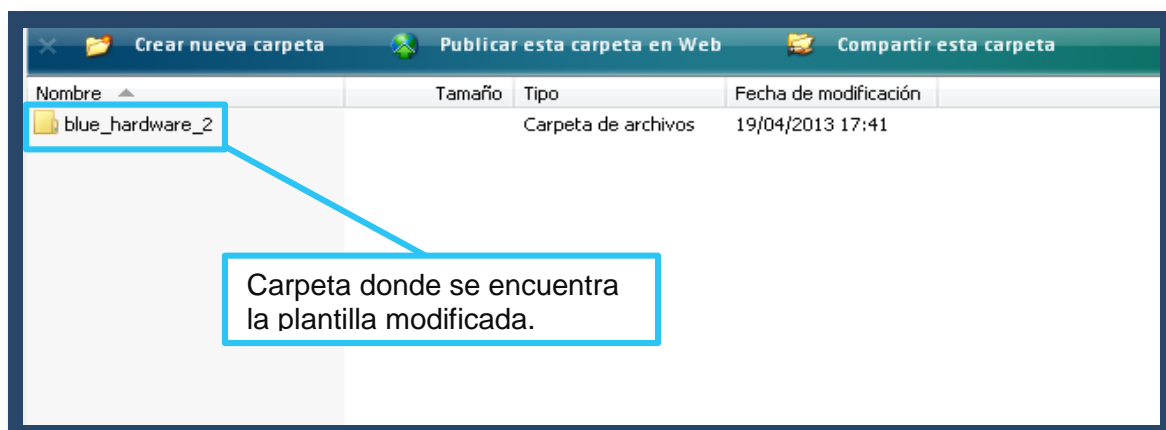 Crear nueva carpeta Publicar esta carpeta en Web Compartir esta carpeta
Nombre Tamaño Tipo Fecha de modificación
blue_hardware_2 Carpeta de archivos 19/04/2013 17:41
Carpeta donde se encuentra
la plantilla modificada.